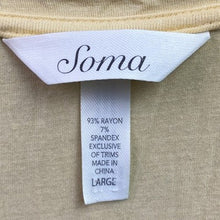 Soma
93% RAYON
7%
SPANDEX
EXCLUSIVE
OF TRIMS
MADE IN
CHINA
LARGE